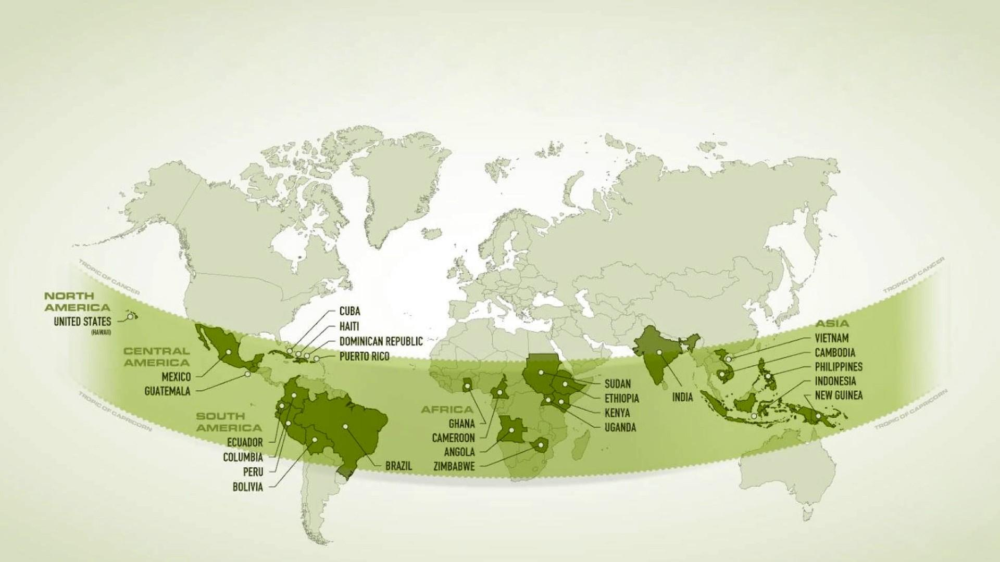 TROPIC OF CANCER
TROPIC OF CANCER
NORTH
AMERICA
UNITED STATES
(HAWAII)
CUBA
HAITI
DOMINICAN REPUBLIC
PUERTO RICO
CENTRAL
AMERICA
MEXICO
GUATEMALA
ASIA
VIETNAM
CAMBODIA
PHILIPPINES
INDONESIA
NEW GUINEA
INDIA
SUDAN
ETHIOPIA
KENYA
UGANDA
AFRICA
GHANA
CAMEROON
ANGOLA
ZIMBABWE
SOUTH
AMERICA
ECUADOR
COLUMBIA
PERU
BOLIVIA
BRAZIL
TROPIC OF CAPRICORN
TROPIC OF CAPRICORN